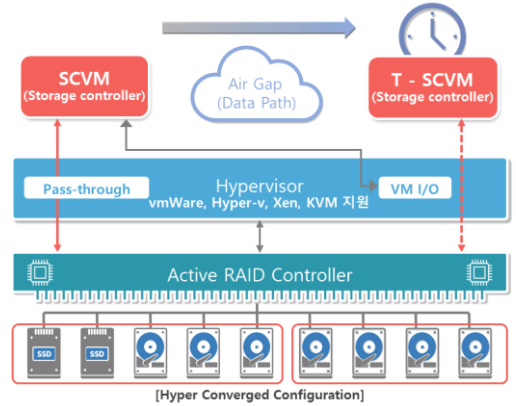 SCVM
(Storage controller)
Air Gap
(Data Path)
T - SCVM
(Storage controller)
Pass-through
Hypervisor
VM I/O
vmWare, Hyper-v, Xen, KVM 지원
Active RAID Controller
SSD
SSD
[Hyper Converged Configuration]